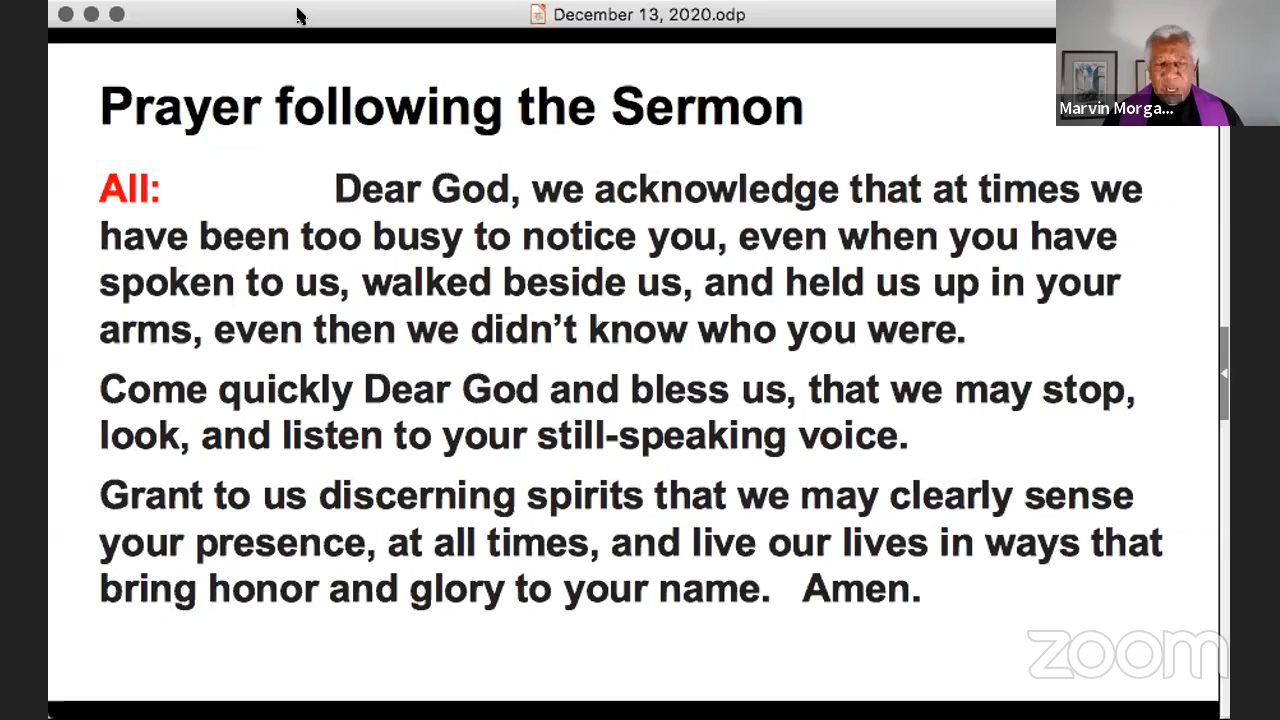 December 13, 2020.odp
Marvin Morga...
Prayer following the Sermon
All: Dear God, we acknowledge that at times we
have been too busy to notice you, even when you have
spoken to us, walked beside us, and held us up in your
arms, even then we didn’t know who you were.
Come quickly Dear God and bless us, that we may stop,
look, and listen to your still-speaking voice.
Grant to us discerning spirits that we may clearly sense
your presence, at all times, and live our lives in ways that
bring honor and glory to your name. Amen.
zoom